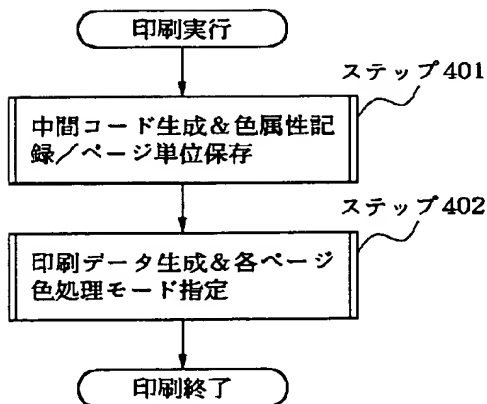 印刷実行
ステップ401
中間コード生成&色属性記
録/ページ単位保存
ステップ402
印刷データ生成&各ページ
色処理モード指定
印刷終了